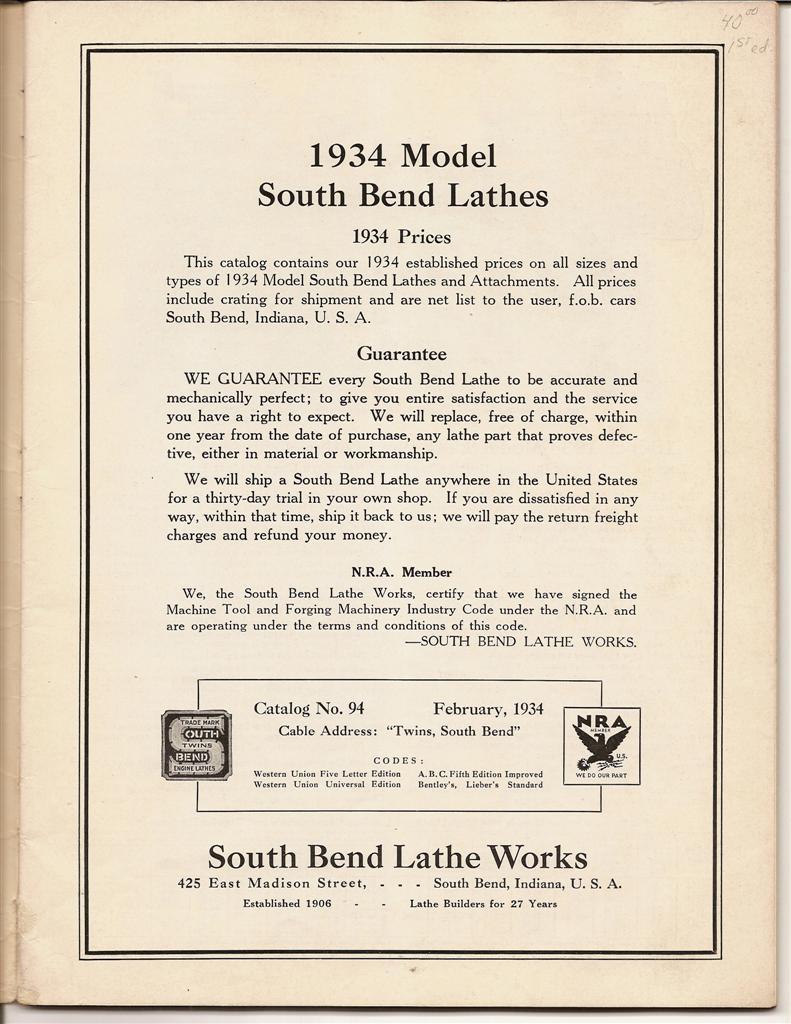 40 00
1st ed.
1934 Model
South Bend Lathes
1934 Prices
This catalog contains our 1934 established prices on all sizes and
types of 1934 Model South Bend Lathes and Attachments. All prices
include crating for shipment and are net list to the user, f.o.b. cars
South Bend, Indiana, U. S. A.
Guarantee
WE GUARANTEE every South Bend Lathe to be accurate and
mechanically perfect; to give you entire satisfaction and the service
you have a right to expect. We will replace, free of charge, within
one year from the date of purchase, any lathe part that proves defec-
tive, either in material or workmanship.
We will ship a South Bend Lathe anywhere in the United States
for a thirty-day trial in your own shop. If you are dissatisfied in any
way, within that time, ship it back to us; we will pay the return freight
charges and refund your money.
N.R.A. Member
We, the South Bend Lathe Works, certify that we have signed the
Machine Tool and Forging Machinery Industry Code under the N.R.A. and
are operating under the terms and conditions of this code.
—SOUTH BEND LATHE WORKS.
Catalog No. 94 February, 1934
Cable Address: "Twins, South Bend"
CODES:
Western Union Five Letter Edition A.B.C. Fifth Edition Improved
Western Union Universal Edition Bentley's, Lieber's Standard
TRADE MARK
SOUTH
TWINS
BEND
ENGINE LATHES
NRA
MEMBER
U.S.
WE DO OUR PART
South Bend Lathe Works
425 East Madison Street, - - - South Bend, Indiana, U. S. A.
Established 1906 - - Lathe Builders for 27 Years